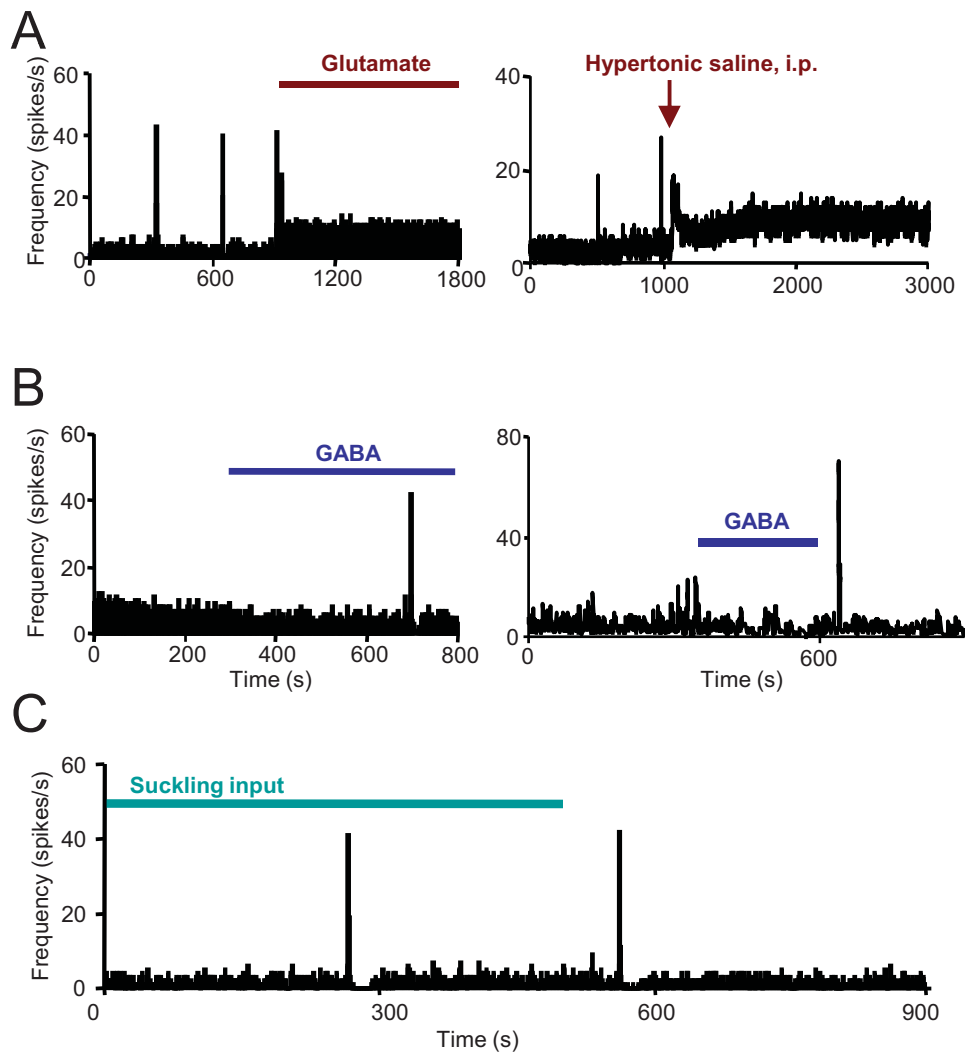 A
Frequency (spikes/s)
60
40
20
0
Glutamate
0 600 1200 1800
Hypertonic saline, i.p.
40
20
0
0 1000 2000 3000
B
Frequency (spikes/s)
60
40
20
0
GABA
0 200 400 600 800
Time (s)
80
40
0
GABA
0 600
Time (s)
C
Frequency (spikes/s)
60
40
20
0
Suckling input
0 300 600 900
Time (s)